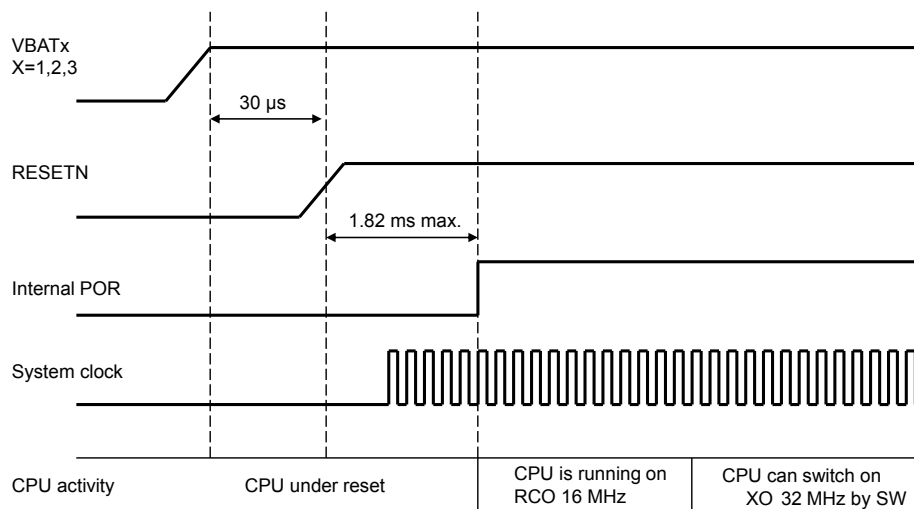 VBATx
X=1,2,3
30 µs
RESETN
1.82 ms max.
Internal POR
System clock
CPU activity
CPU under reset
CPU is running on
RCO 16 MHz
CPU can switch on
XO 32 MHz by SW